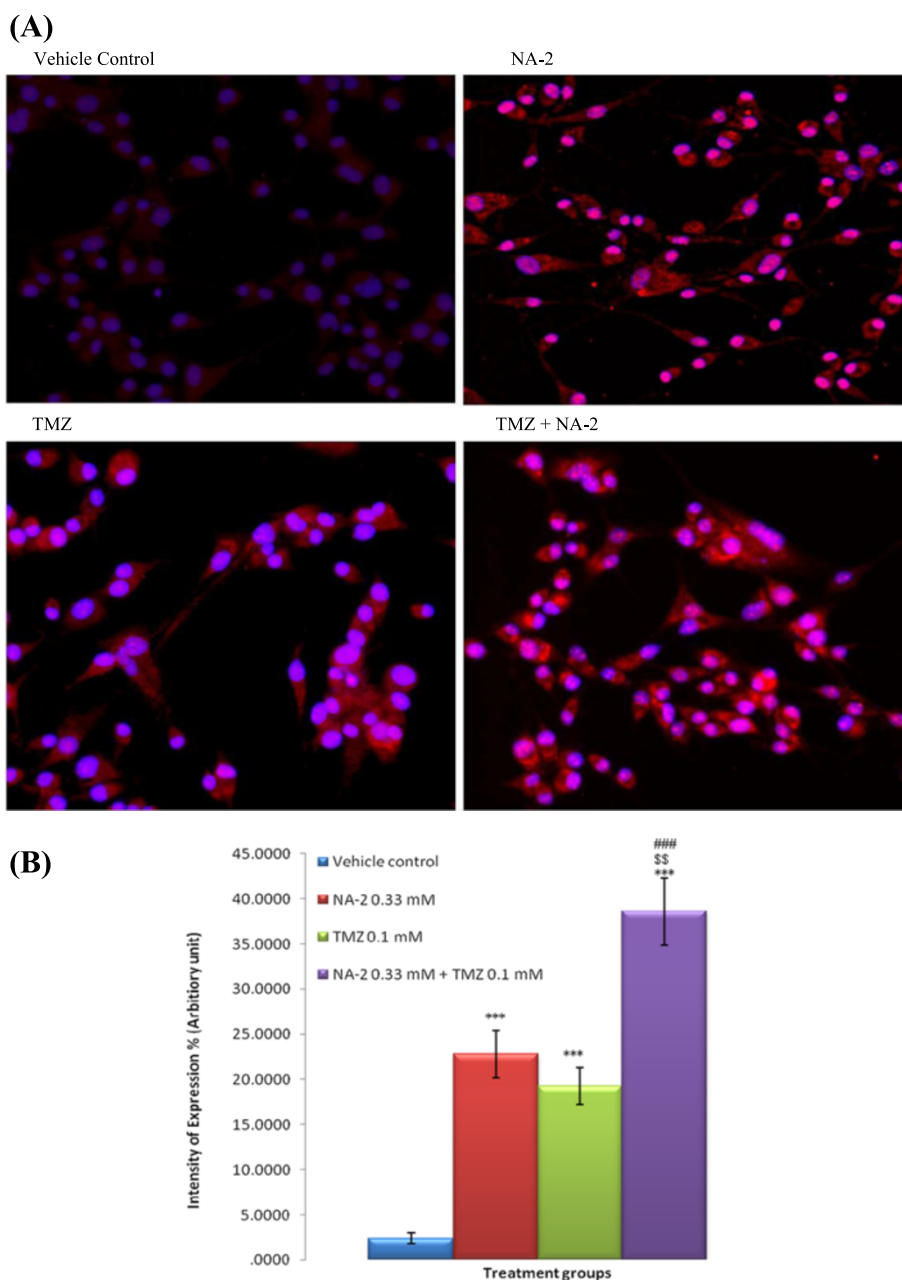 (A)
Vehicle Control
NA-2
TMZ
TMZ + NA-2
(B)
Intensity of Expression % (Arbitiory unit)
45.0000
40.0000
35.0000
30.0000
25.0000
20.0000
15.0000
10.0000
5.0000
.0000
Vehicle control
NA-2 0.33 mM
TMZ 0.1 mM
NA-2 0.33 mM + TMZ 0.1 mM
***
***
###
$$
***
Treatment groups